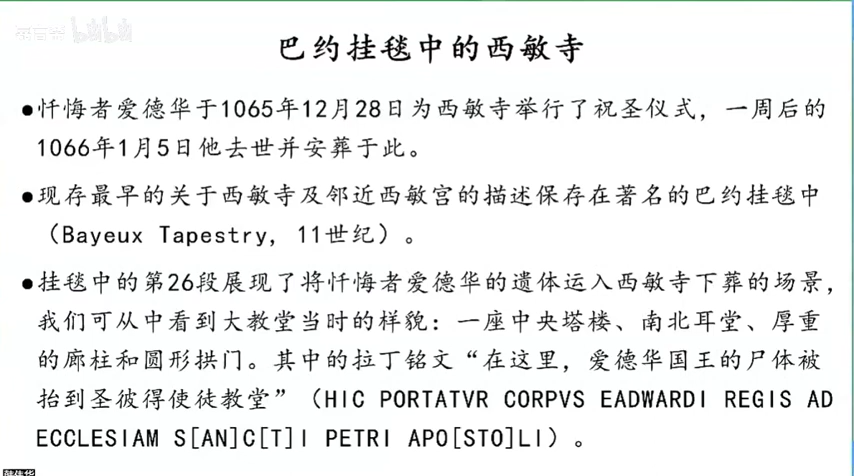 bilibili
巴约挂毯中的西敏寺
●忏悔者爱德华于1065年12月28日为西敏寺举行了祝圣仪式，一周后的
1066年1月5日他去世并安葬于此。
●现存最早的关于西敏寺及邻近西敏宫的描述保存在著名的巴约挂毯中
（Bayeux Tapestry, 11世纪）。
●挂毯中的第26段展现了将忏悔者爱德华的遗体运入西敏寺下葬的场景，
我们可从中看到大教堂当时的样貌：一座中央塔楼、南北耳堂、厚重
的廊柱和圆形拱门。其中的拉丁铭文“在这里，爱德华国王的尸体被
抬到圣彼得使徒教堂”（HIC PORTATVR CORPVS EADWARDI REGIS AD
ECCLESIAM S[AN]C[T]I PETRI APO[STO]LI）。